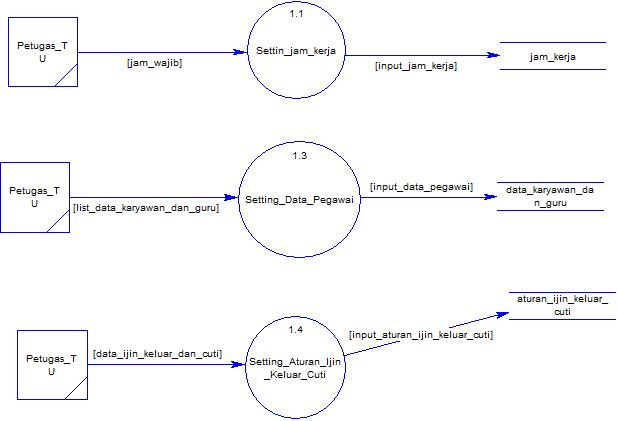 1.1
Petugas_T
U
[jam_wajib]
Settin_jam_kerja
[input_jam_kerja]
jam_kerja
1.3
Petugas_T
U
[list_data_karyawan_dan_guru]
Setting_Data_Pegawai
[input_data_pegawai]
data_karyawan_da
n_guru
1.4
Petugas_T
U
[data_ijin_keluar_dan_cuti]
Setting_Aturan_Ijin
_Keluar_Cuti
[input_aturan_ijin_keluar_cuti]
aturan_ijin_keluar_
cuti